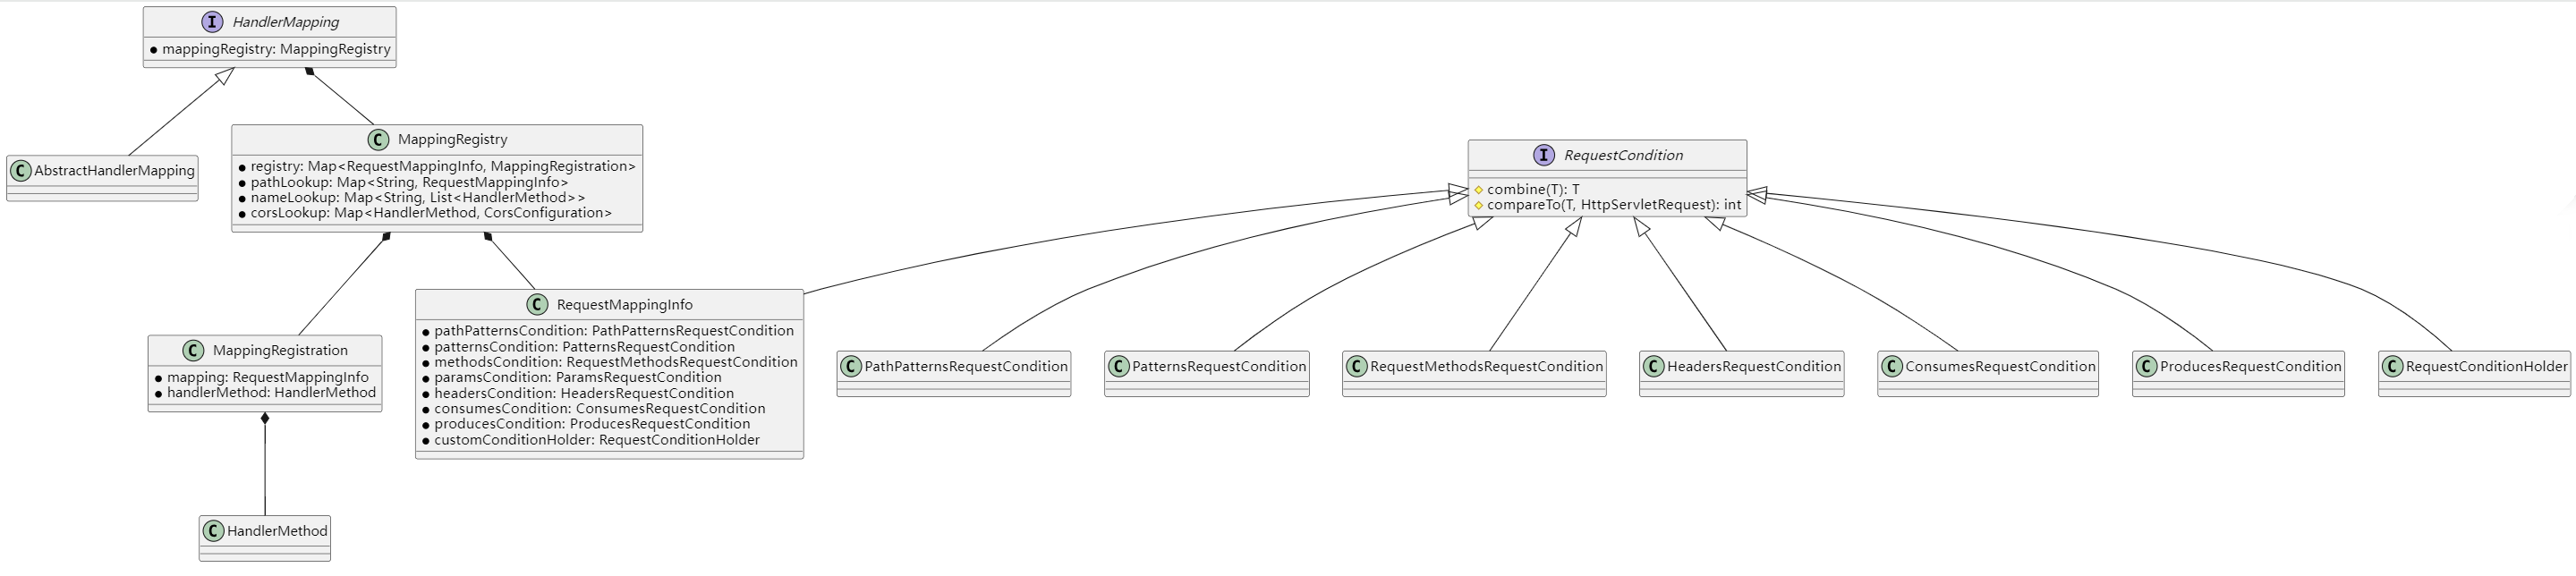 I HandlerMapping
mappingRegistry: MappingRegistry
C AbstractHandlerMapping
C MappingRegistry
registry: Map<RequestMappingInfo, MappingRegistration>
pathLookup: Map<String, RequestMappingInfo>
nameLookup: Map<String, List<HandlerMethod>>
corsLookup: Map<HandlerMethod, CorsConfiguration>
I RequestCondition
combine(T): T
compareTo(T, HttpServletRequest): int
C MappingRegistration
mapping: RequestMappingInfo
handlerMethod: HandlerMethod
C RequestMappingInfo
pathPatternsCondition: PathPatternsRequestCondition
patternsCondition: PatternsRequestCondition
methodsCondition: RequestMethodsRequestCondition
paramsCondition: ParamsRequestCondition
headersCondition: HeadersRequestCondition
consumesCondition: ConsumesRequestCondition
producesCondition: ProducesRequestCondition
customConditionHolder: RequestConditionHolder
C PathPatternsRequestCondition
C PatternsRequestCondition
C RequestMethodsRequestCondition
C HeadersRequestCondition
C ConsumesRequestCondition
C ProducesRequestCondition
C RequestConditionHolder
C HandlerMethod